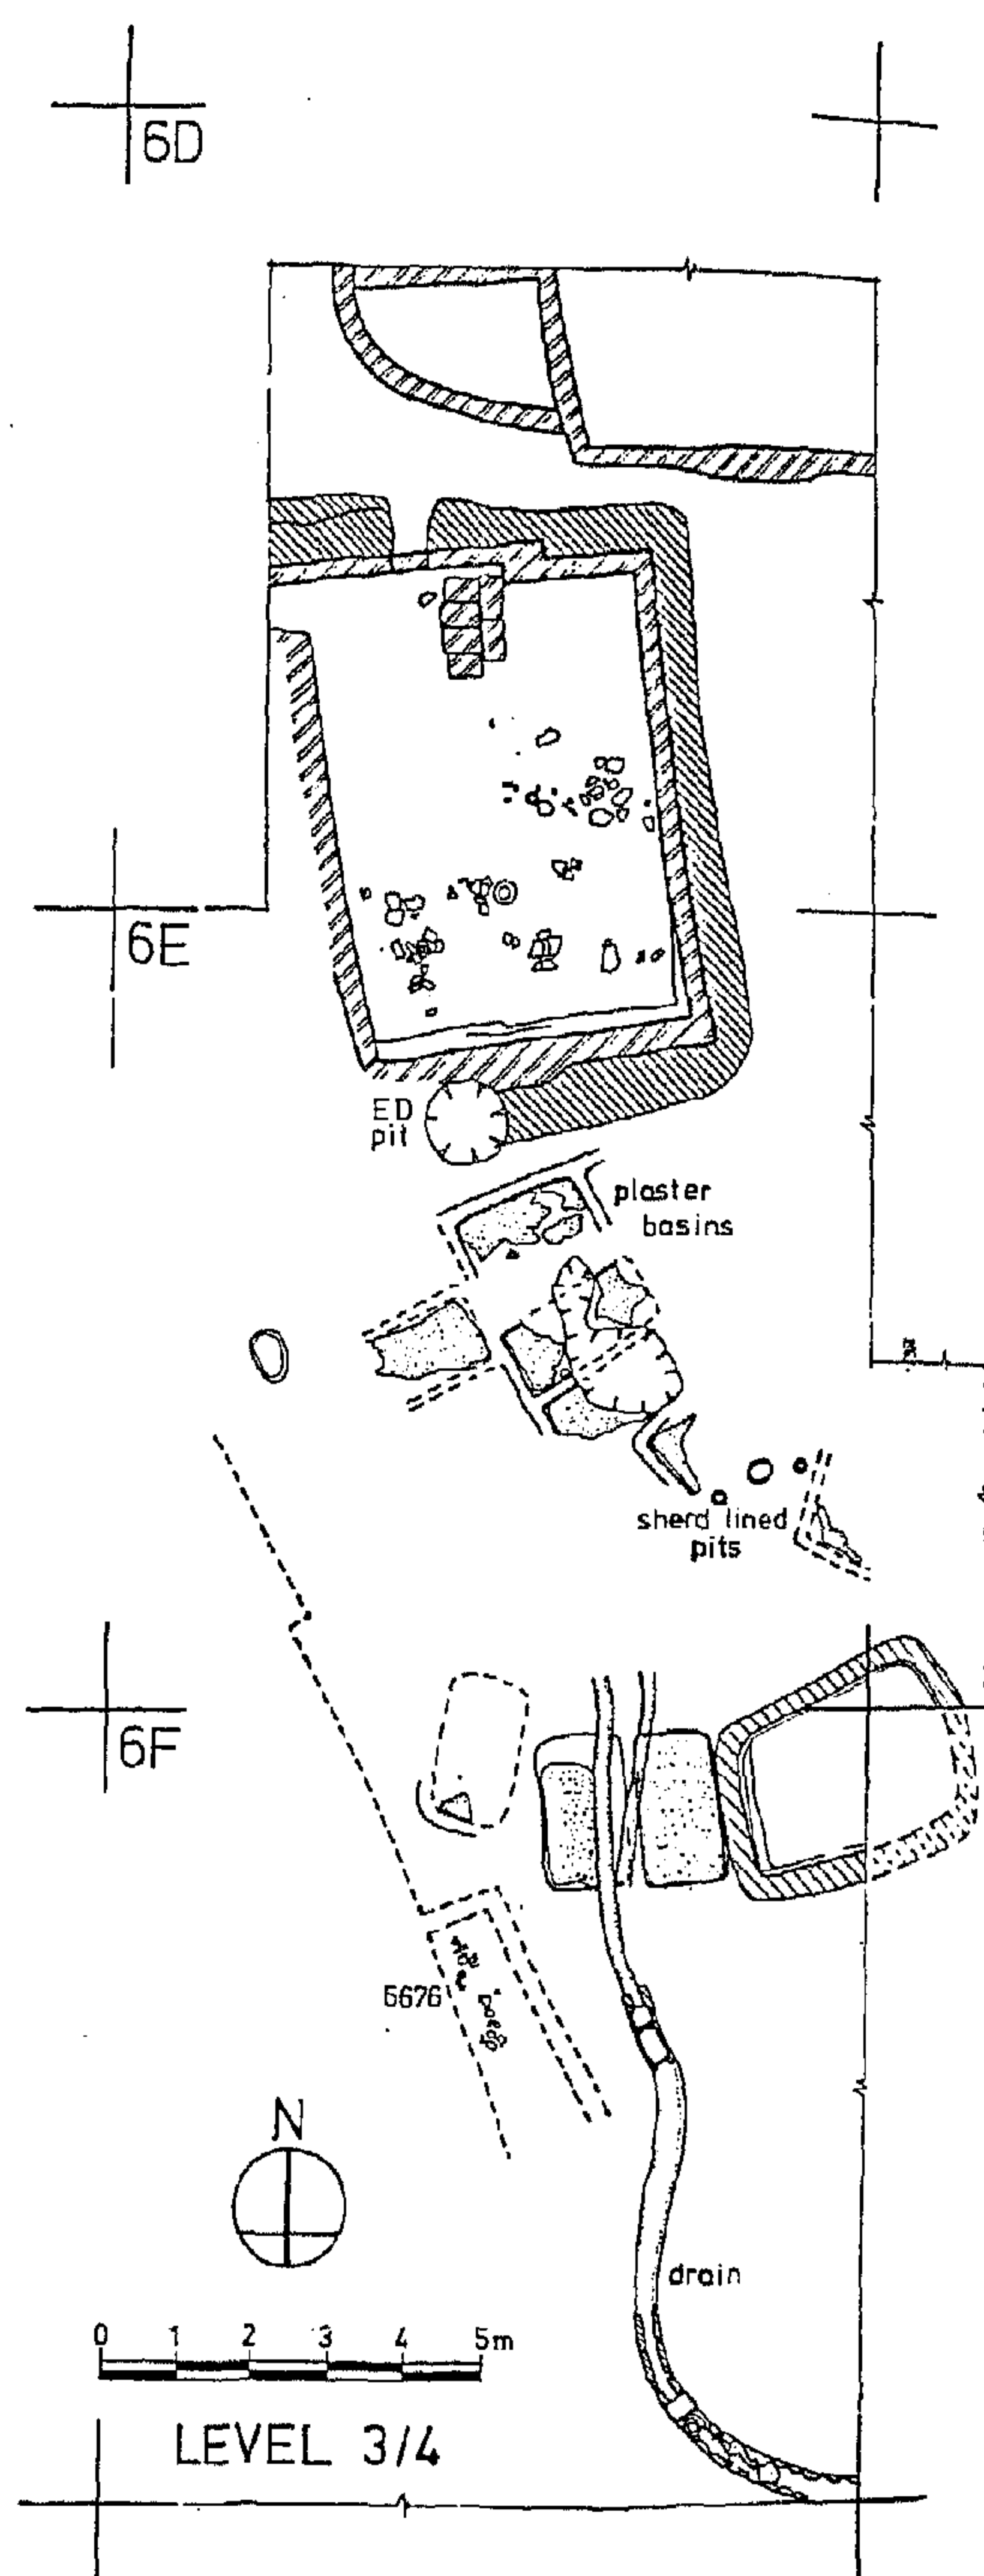 6D
6E
ED
pit
plaster
basins
sherd lined
pits
6F
6676
N
drain
0 1 2 3 4 5m
LEVEL 3/4